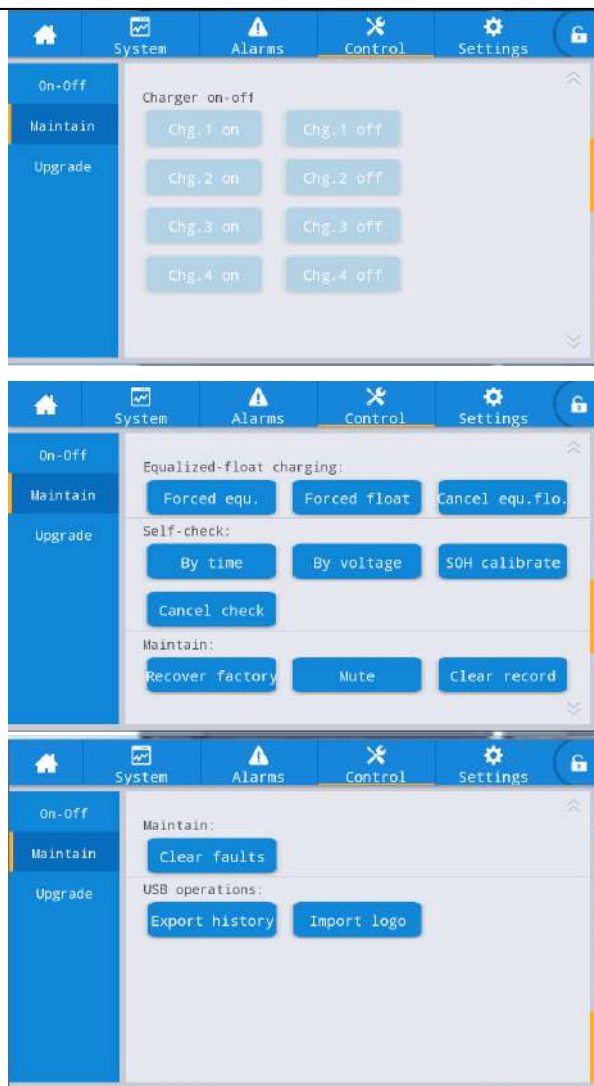 System Alarms Control Settings
On-Off
Maintain
Upgrade
Charger on-off
Chg.1 on Chg.1 off
Chg.2 on Chg.2 off
Chg.3 on Chg.3 off
Chg.4 on Chg.4 off
System Alarms Control Settings
On-Off
Maintain
Upgrade
Equalized-float charging:
Forced equ. Forced float Cancel equ.flo.
Self-check:
By time By voltage SOH calibrate
Cancel check
Maintain:
Recover factory Mute Clear record
System Alarms Control Settings
On-Off
Maintain
Upgrade
Maintain:
Clear faults
USB operations:
Export history Import logo